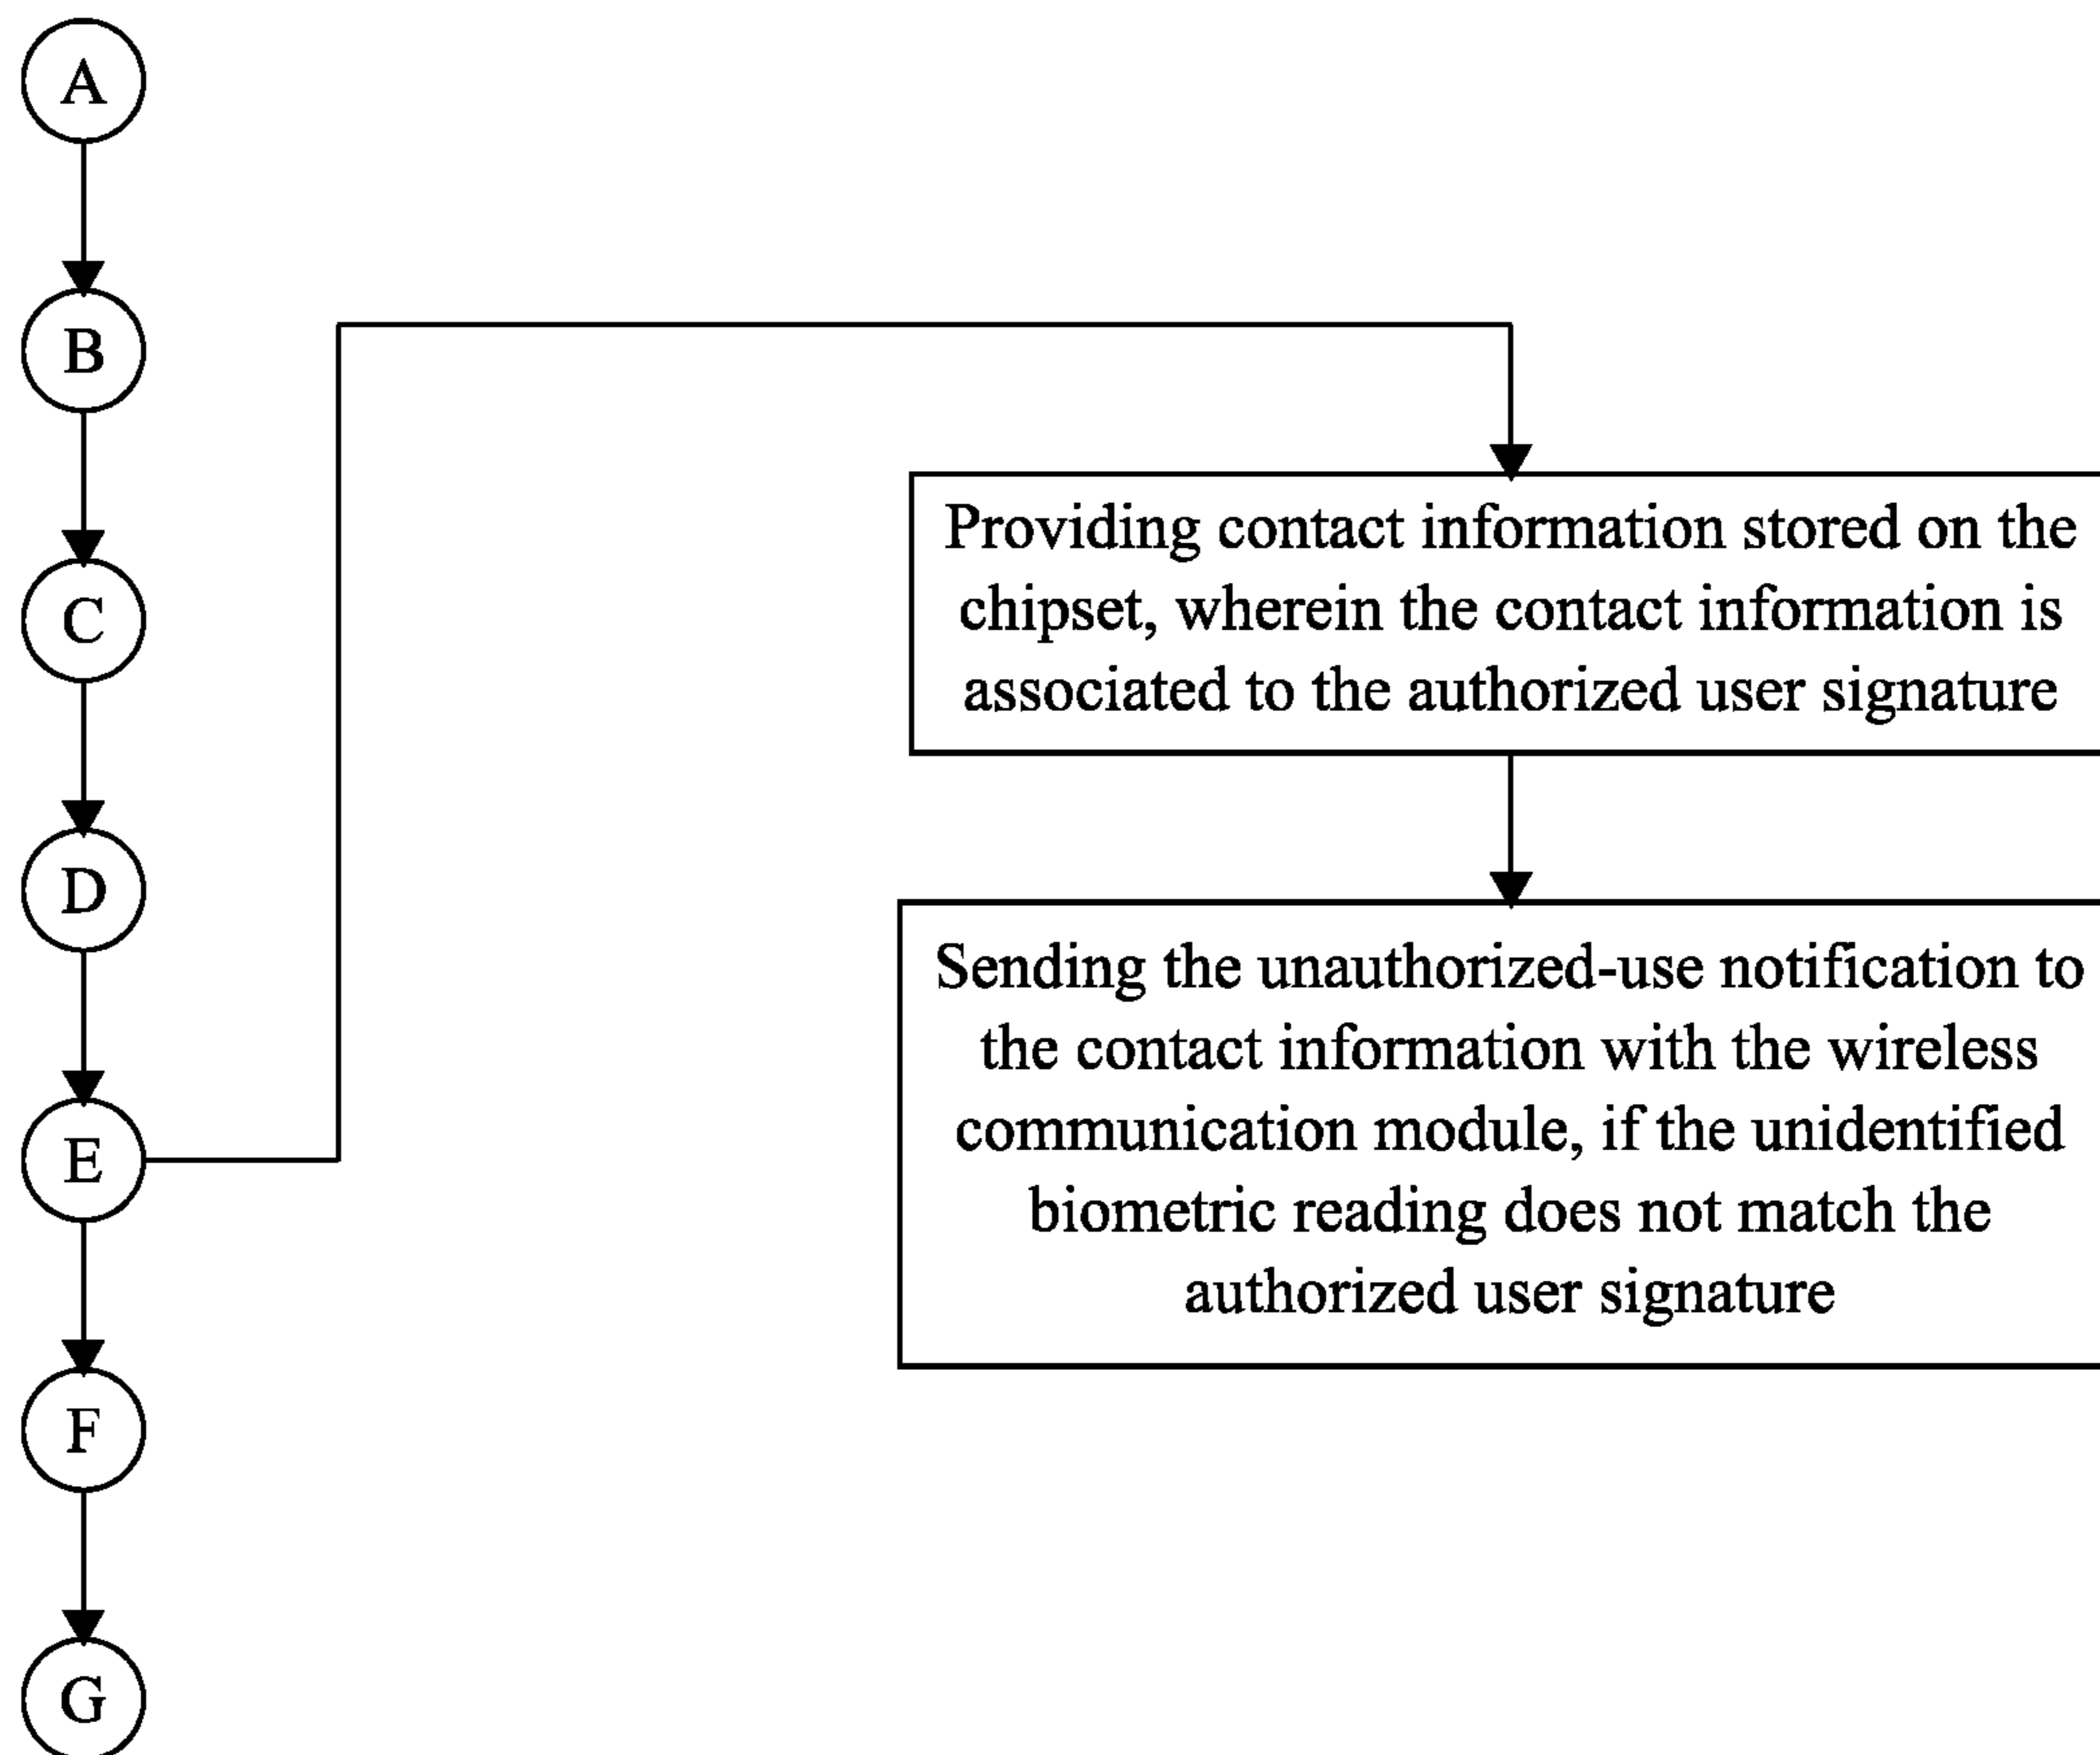 A
B
C
D
E
F
G
Providing contact information stored on the
chipset, wherein the contact information is
associated to the authorized user signature
Sending the unauthorized-use notification to
the contact information with the wireless
communication module, if the unidentified
biometric reading does not match the
authorized user signature